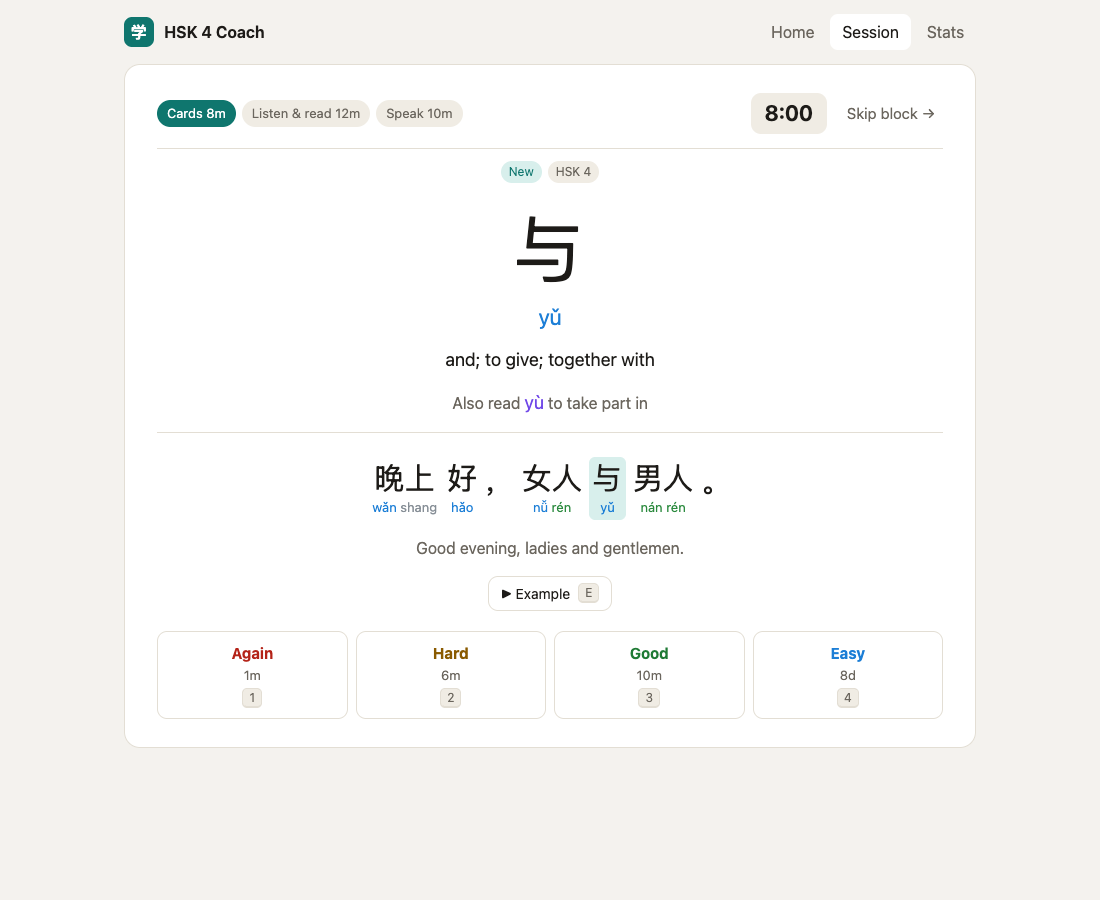 学 HSK 4 Coach Home Session Stats
Cards 8m Listen & read 12m Speak 10m 8:00 Skip block →
New HSK 4
与
yǔ
and; to give; together with
Also read yù to take part in
晚上 好 ， 女人 与 男人 。
wǎn shang hǎo nǚ rén yǔ nán rén
Good evening, ladies and gentlemen.
▶ Example E
Again Hard Good Easy
1m 6m 10m 8d
1 2 3 4